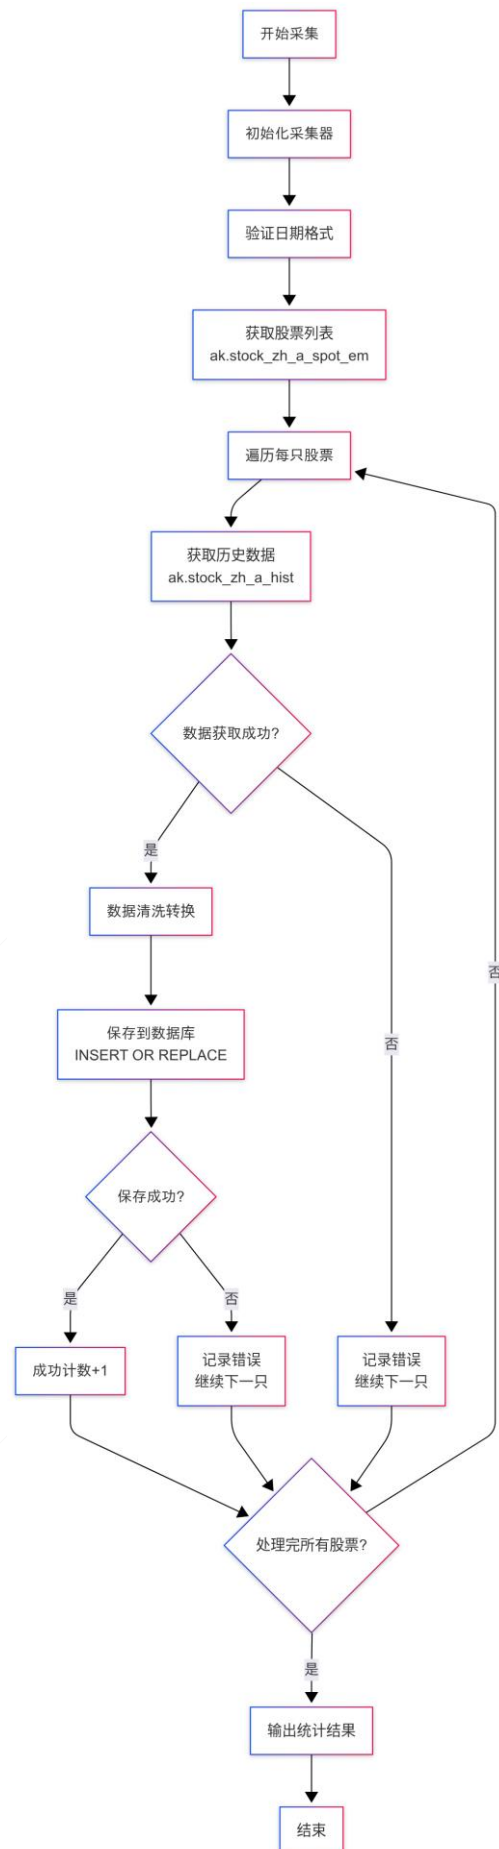 开始采集
初始化采集器
验证日期格式
获取股票列表
ak.stock_zh_a_spot_em
遍历每只股票
获取历史数据
ak.stock_zh_a_hist
数据获取成功?
是
数据清洗转换
否
保存到数据库
INSERT OR REPLACE
否
保存成功?
是
否
成功计数+1
记录错误
继续下一只
记录错误
继续下一只
处理完所有股票?
是
输出统计结果
结束